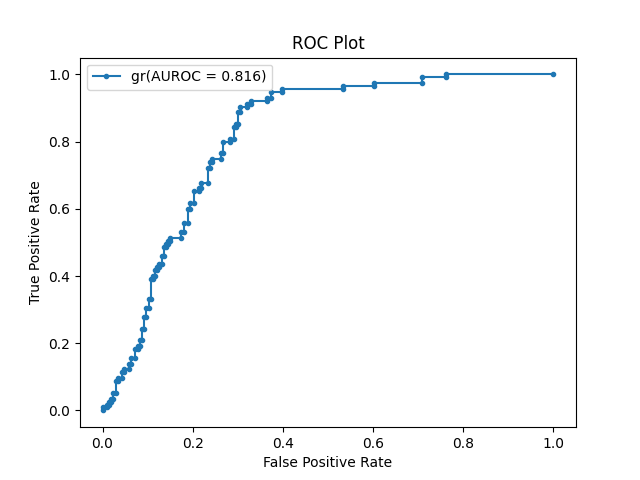 ROC Plot
gr(AUROC = 0.816)
1.0
0.8
0.6
0.4
0.2
0.0
True Positive Rate
0.0 0.2 0.4 0.6 0.8 1.0
False Positive Rate